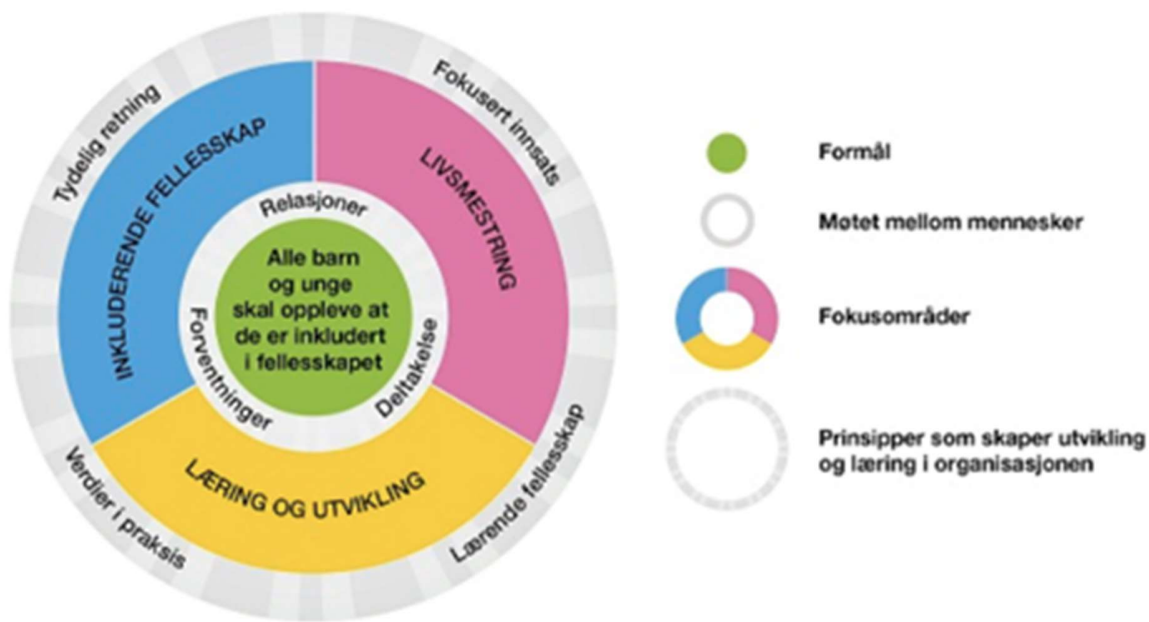 Tydelig retning
Fokusert innsats
INKLUDERENDE FELLESSKAP
LIVSMESTRING
Relasjoner
Alle barn
og unge
skal oppleve at
de er inkludert
i fellesskapet
Forventninger
Deltakelse
LÆRING OG UTVIKLING
Verdier i praksis
Lærende fellesskap
Formål
Møtet mellom mennesker
Fokusområder
Prinsipper som skaper utvikling
og læring i organisasjonen